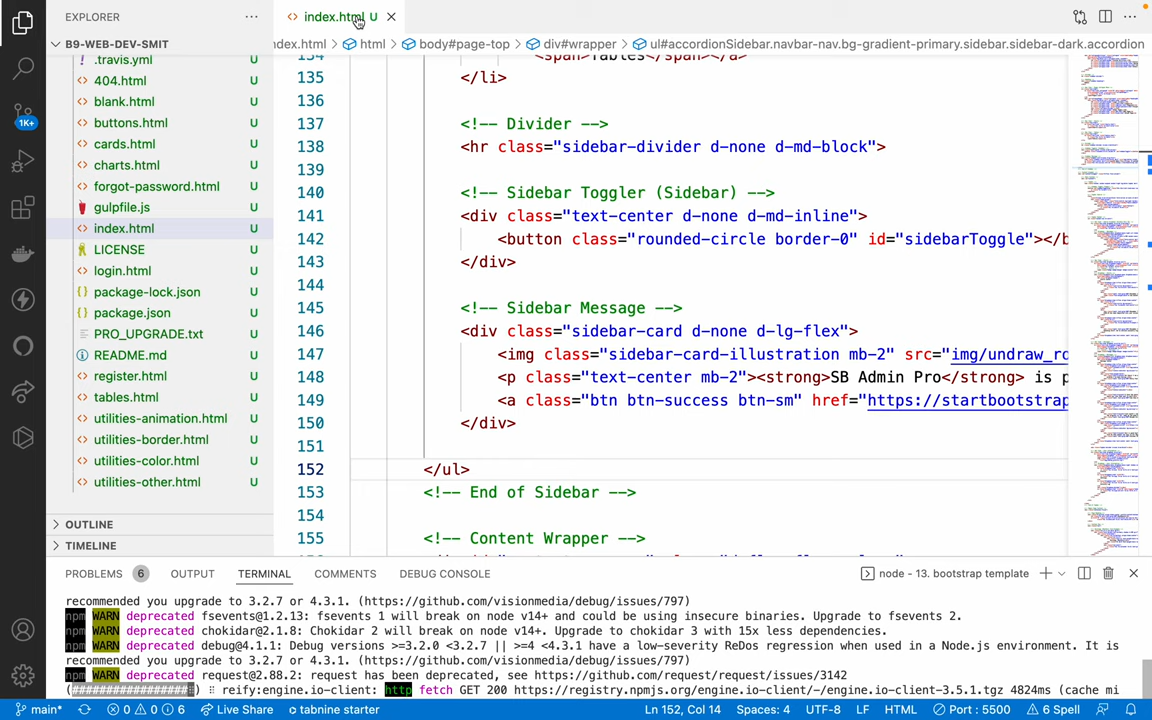 EXPLORER
index.html U
B9-WEB-DEV-SMIT
ndex.html html body#page-top div#wrapper ul#accordionSidebar.navbar-nav.bg-gradient-primary.sidebar.sidebar-dark.accordion
.travis.yml U
404.html U
blank.html U
buttons.html U
cards.html U
charts.html U
forgot-password.html U
gulpfile.js U
index.html U
LICENSE U
login.html U
package-lock.json U
package.json U
PRO_UPGRADE.txt U
README.md U
register.html U
tables.html U
utilities-animation.html U
utilities-border.html U
utilities-color.html U
utilities-other.html U
OUTLINE
TIMELINE
1K+
134 <span>Tables</span></a>
135 </li>
136
137 <!-- Divider -->
138 <hr class="sidebar-divider d-none d-md-block">
139
140 <!-- Sidebar Toggler (Sidebar) -->
141 <div class="text-center d-none d-md-inline">
142 <button class="rounded-circle border-0" id="sidebarToggle"></b
143 </div>
144
145 <!-- Sidebar Message -->
146 <div class="sidebar-card d-none d-lg-flex">
147 <img class="sidebar-card-illustration mb-2" src="img/undraw_ro
148 <p class="text-center mb-2"><strong>SB Admin Pro</strong> is p
149 <a class="btn btn-success btn-sm" href="https://startbootstrap
150 </div>
151
152 </ul>
153 <!-- End of Sidebar -->
154
155 <!-- Content Wrapper -->
PROBLEMS 6 OUTPUT TERMINAL COMMENTS DEBUG CONSOLE node - 13. bootstrap template
recommended you upgrade to 3.2.7 or 4.3.1. (https://github.com/visionmedia/debug/issues/797)
npm WARN deprecated fsevents@1.2.13: fsevents 1 will break on node v14+ and could be using insecure binaries. Upgrade to fsevents 2.
npm WARN deprecated chokidar@2.1.8: Chokidar 2 will break on node v14+. Upgrade to chokidar 3 with 15x less dependencies.
npm WARN deprecated debug@4.1.1: Debug versions >=3.2.0 <3.2.7 || >=4 <4.3.1 have a low-severity ReDos regression when used in a Node.js environment. It is
recommended you upgrade to 3.2.7 or 4.3.1. (https://github.com/visionmedia/debug/issues/797)
npm WARN deprecated request@2.88.2: request has been deprecated, see https://github.com/request/request/issues/3142
(##################) ⠸ reify:engine.io-client: http fetch GET 200 https://registry.npmjs.org/engine.io-client/-/engine.io-client-3.5.1.tgz 4824ms (cache mi
main* 0 0 6 Live Share tabnine starter Ln 152, Col 14 Spaces: 4 UTF-8 LF HTML Port : 5500 6 Spell